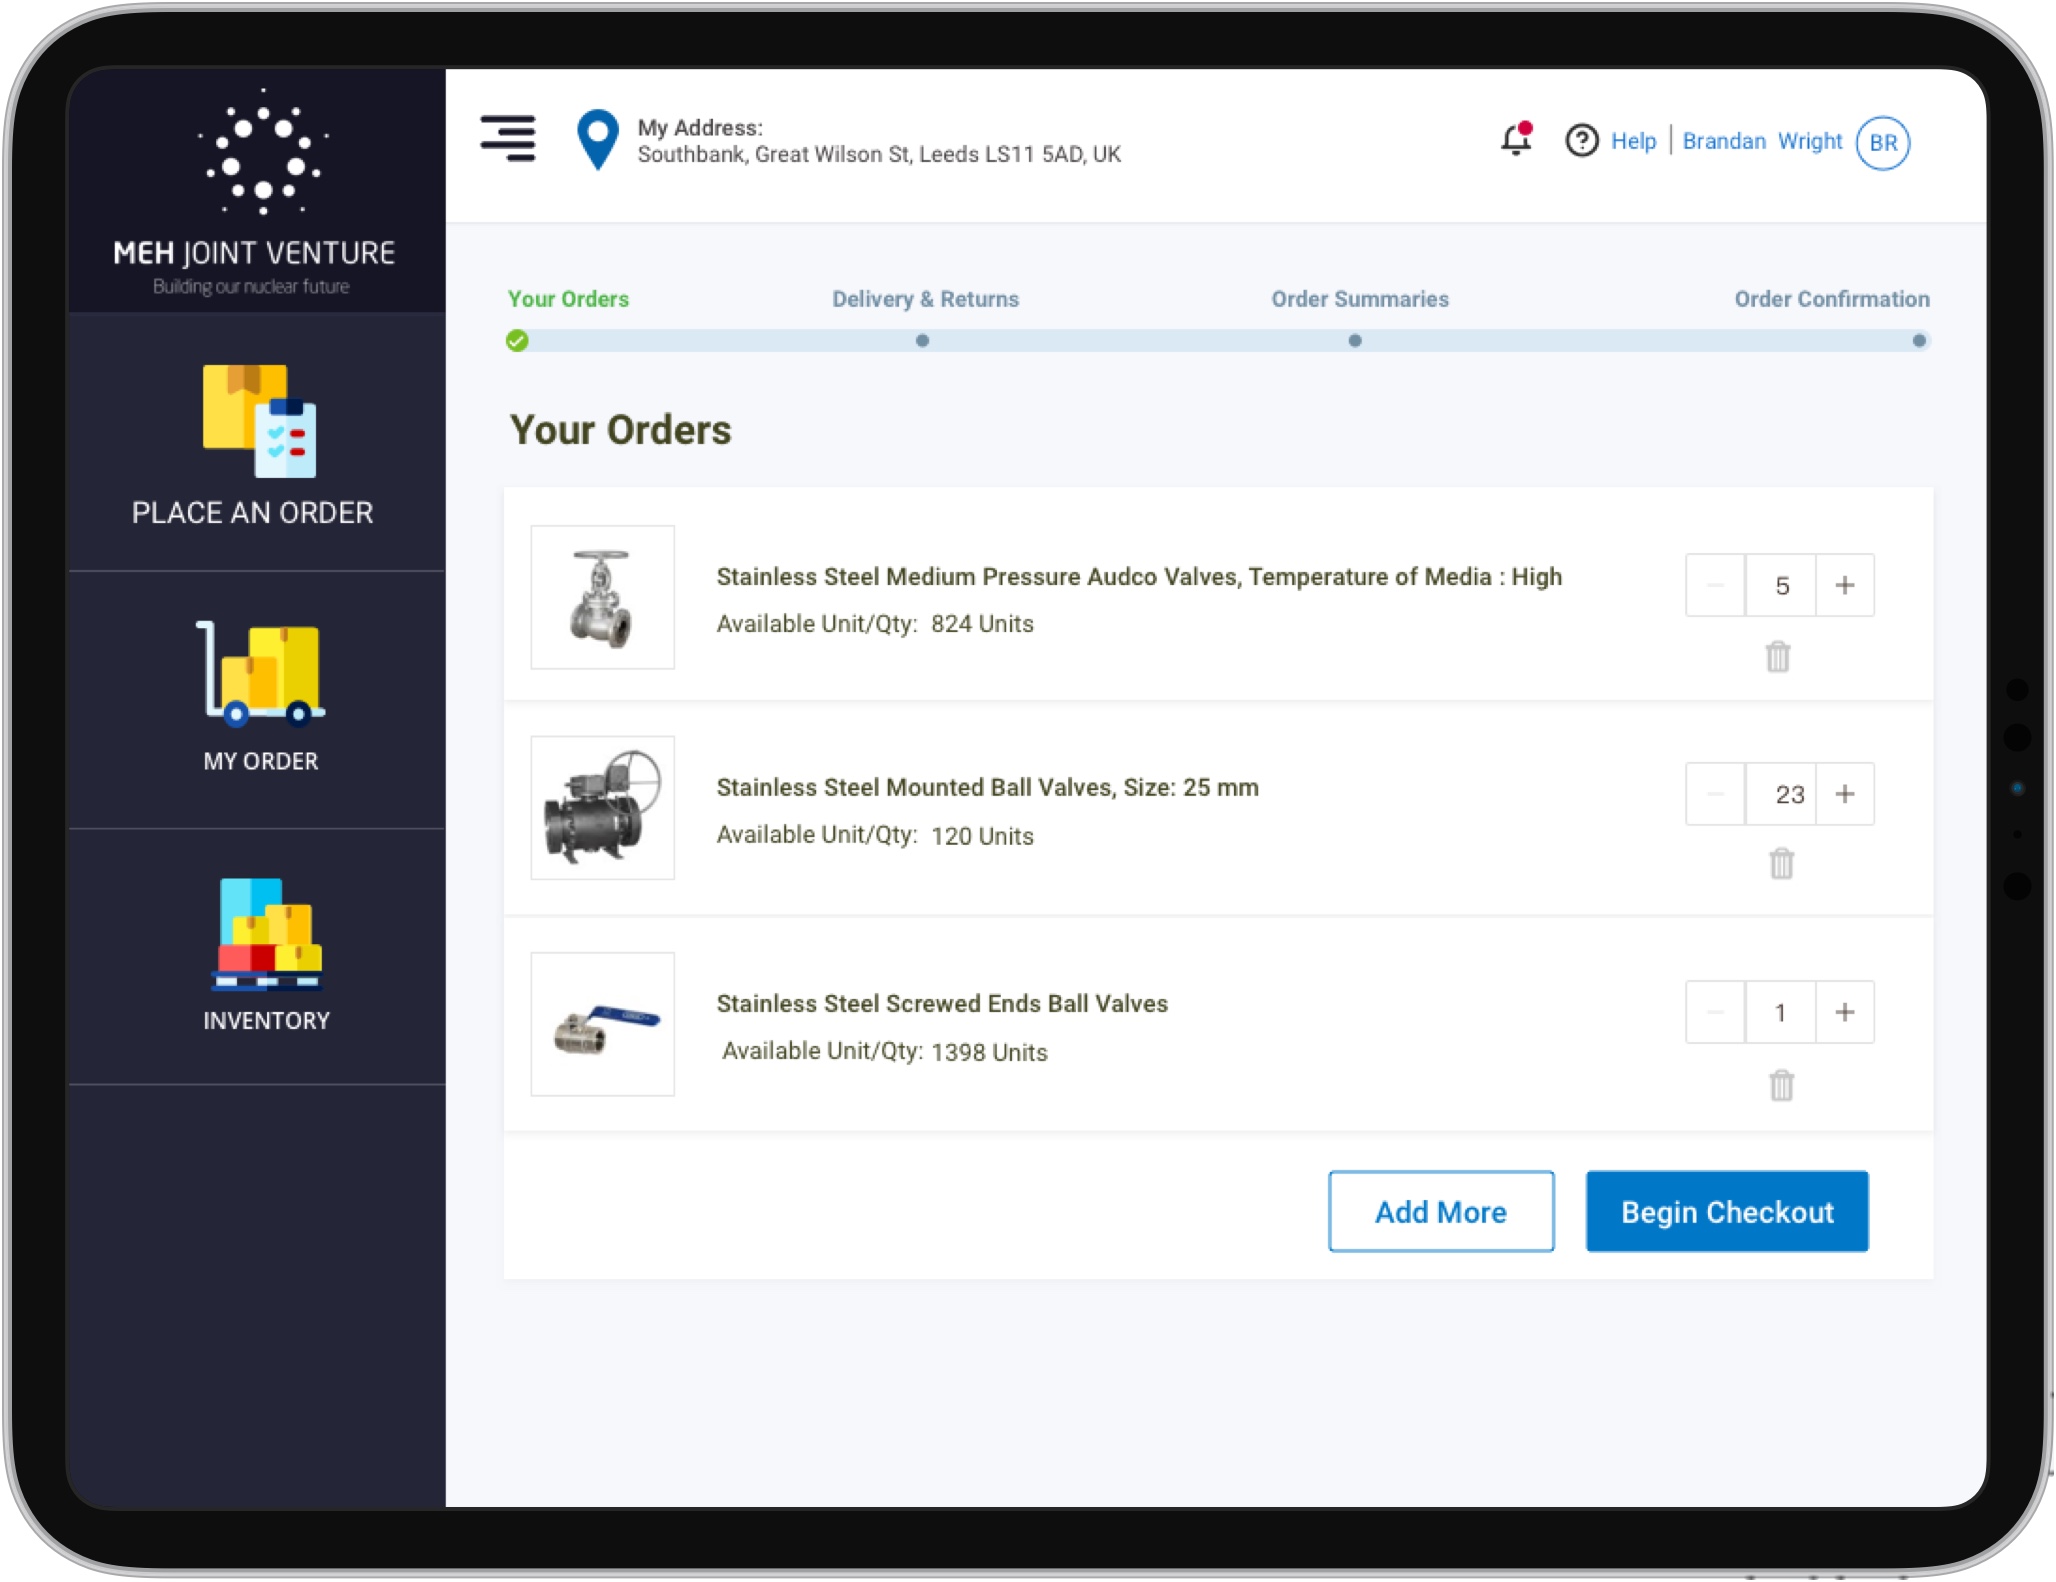 MEH JOINT VENTURE
Building our nuclear future
PLACE AN ORDER
MY ORDER
INVENTORY
My Address:
Southbank, Great Wilson St, Leeds LS11 5AD, UK
Help
Brandan Wright
BR
Your Orders
Delivery & Returns
Order Summaries
Order Confirmation
Your Orders
Stainless Steel Medium Pressure Audco Valves, Temperature of Media : High
Available Unit/Qty: 824 Units
− 5 +
Stainless Steel Mounted Ball Valves, Size: 25 mm
Available Unit/Qty: 120 Units
− 23 +
Stainless Steel Screwed Ends Ball Valves
Available Unit/Qty: 1398 Units
− 1 +
Add More
Begin Checkout